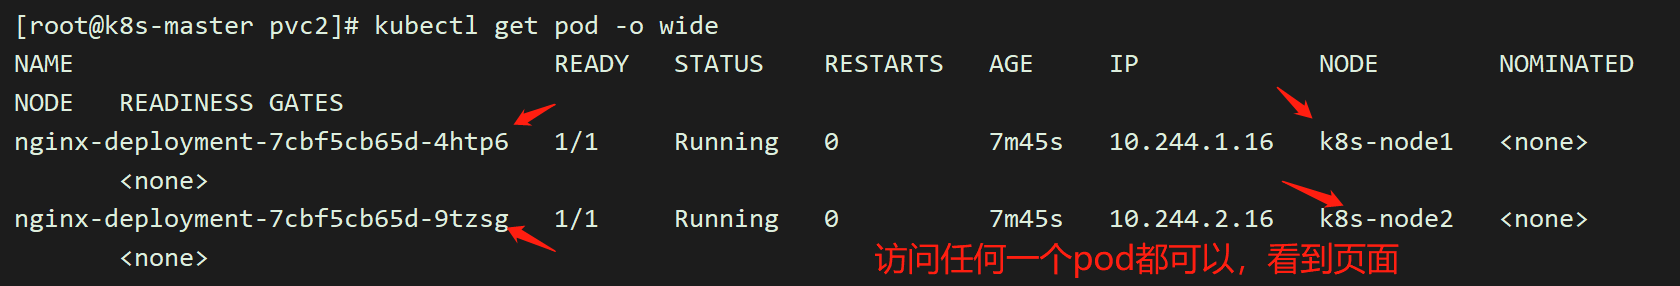 [root@k8s-master pvc2]# kubectl get pod -o wide
NAME READY STATUS RESTARTS AGE IP NODE NOMINATED
NODE READINESS GATES
nginx-deployment-7cbf5cb65d-4htp6 1/1 Running 0 7m45s 10.244.1.16 k8s-node1 <none>
<none>
nginx-deployment-7cbf5cb65d-9tzsg 1/1 Running 0 7m45s 10.244.2.16 k8s-node2 <none>
<none>
访问任何一个pod都可以，看到页面